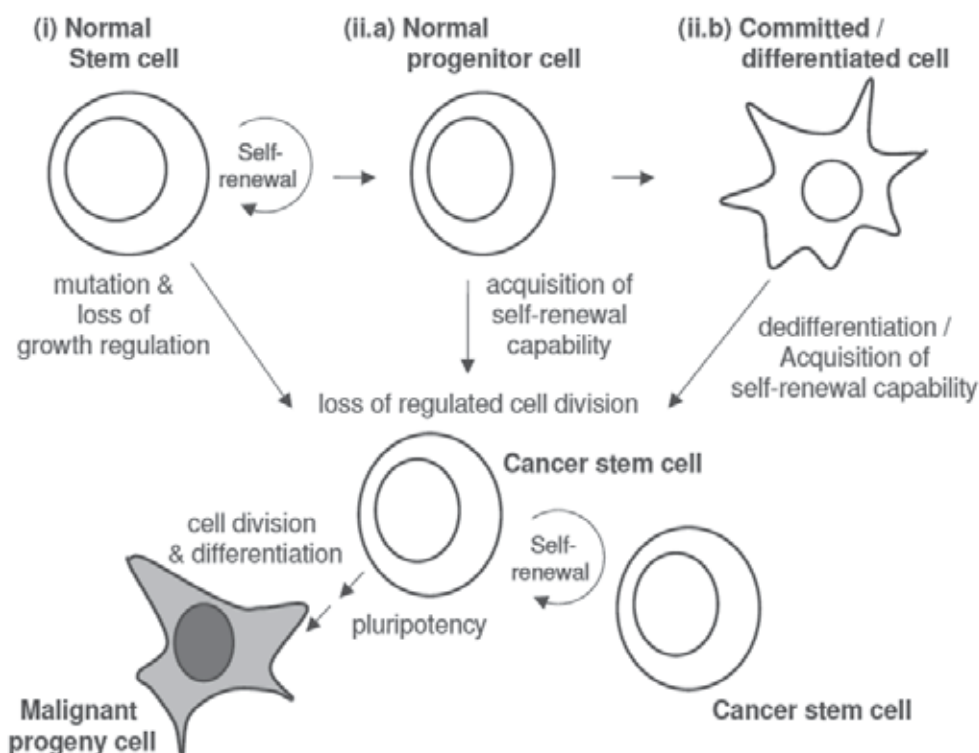 (i) Normal
Stem cell
(ii.a) Normal
progenitor cell
(ii.b) Committed /
differentiated cell
Self-
renewal
mutation &
loss of
growth regulation
acquisition of
self-renewal
capability
dedifferentiation /
Acquisition of
self-renewal capability
loss of regulated cell division
Cancer stem cell
cell division
& differentiation
Self-
renewal
pluripotency
Malignant
progeny cell
Cancer stem cell